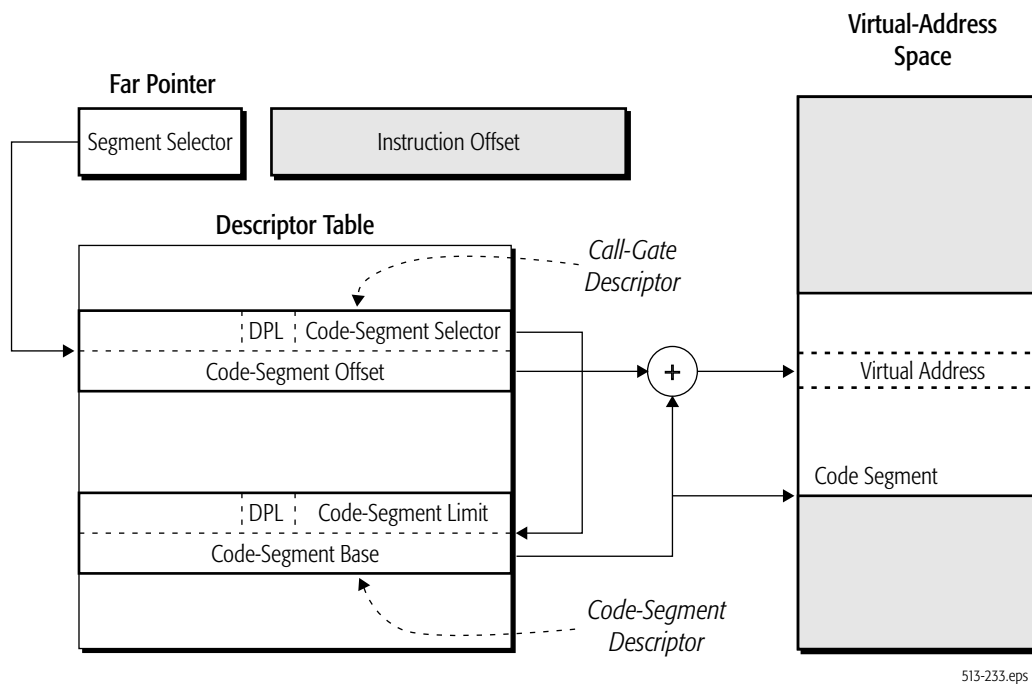 Virtual-Address
Space
Far Pointer
Segment Selector
Instruction Offset
Descriptor Table
Call-Gate
Descriptor
DPL
Code-Segment Selector
Code-Segment Offset
+
Virtual Address
Code Segment
DPL
Code-Segment Limit
Code-Segment Base
Code-Segment
Descriptor
513-233.eps